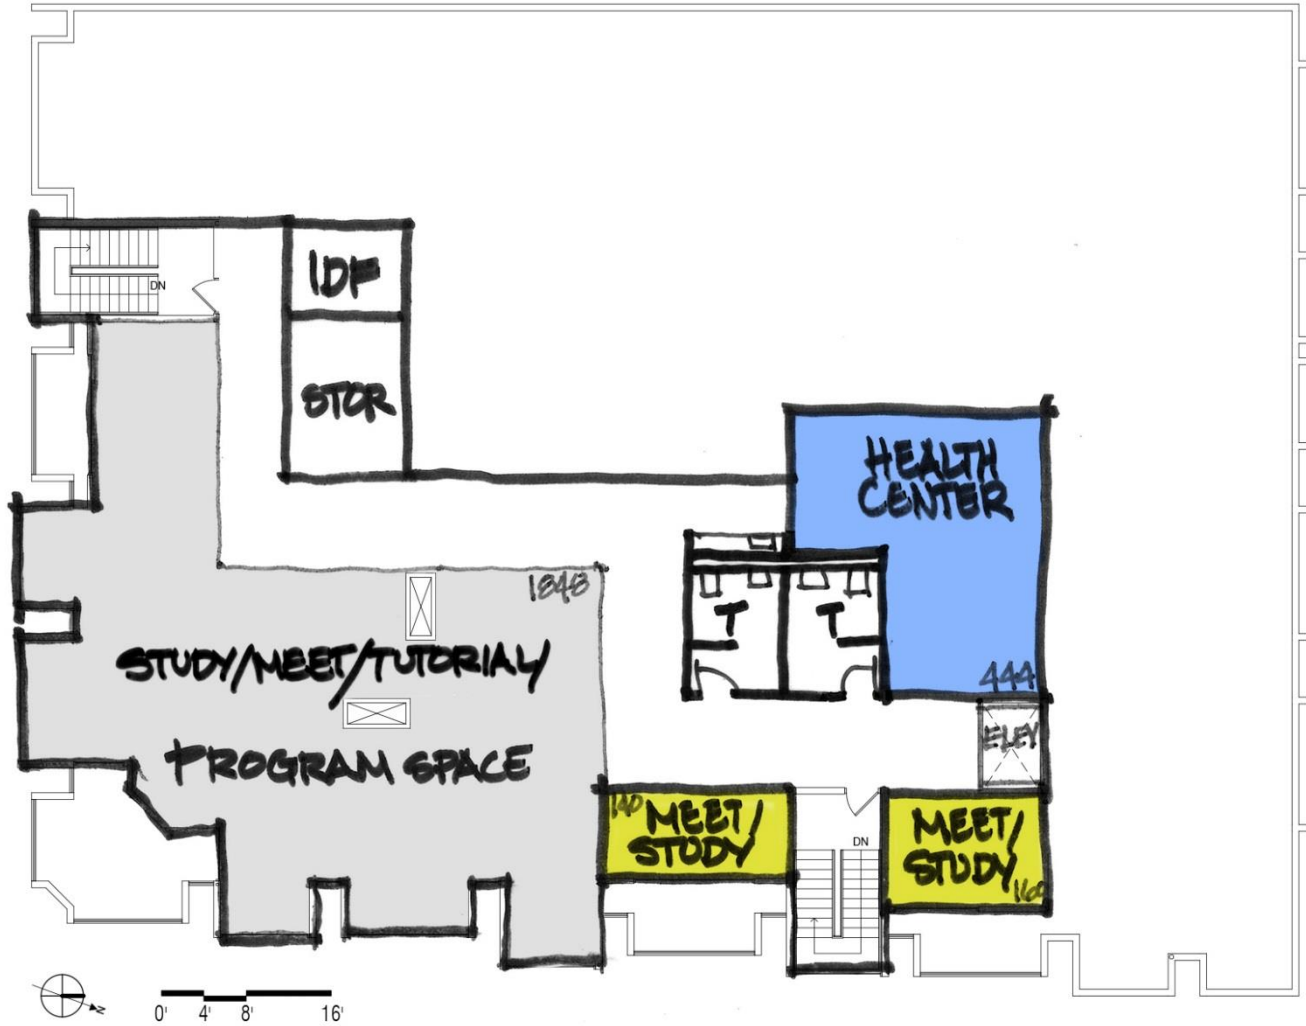 DN
IDF
STOR
HEALTH
CENTER
1848
T
T
STUDY/MEET/TUTORIAL/
444
PROGRAM SPACE
ELEV
140
MEET/
STUDY
DN
MEET/
STUDY
160
N
0' 4' 8' 16'